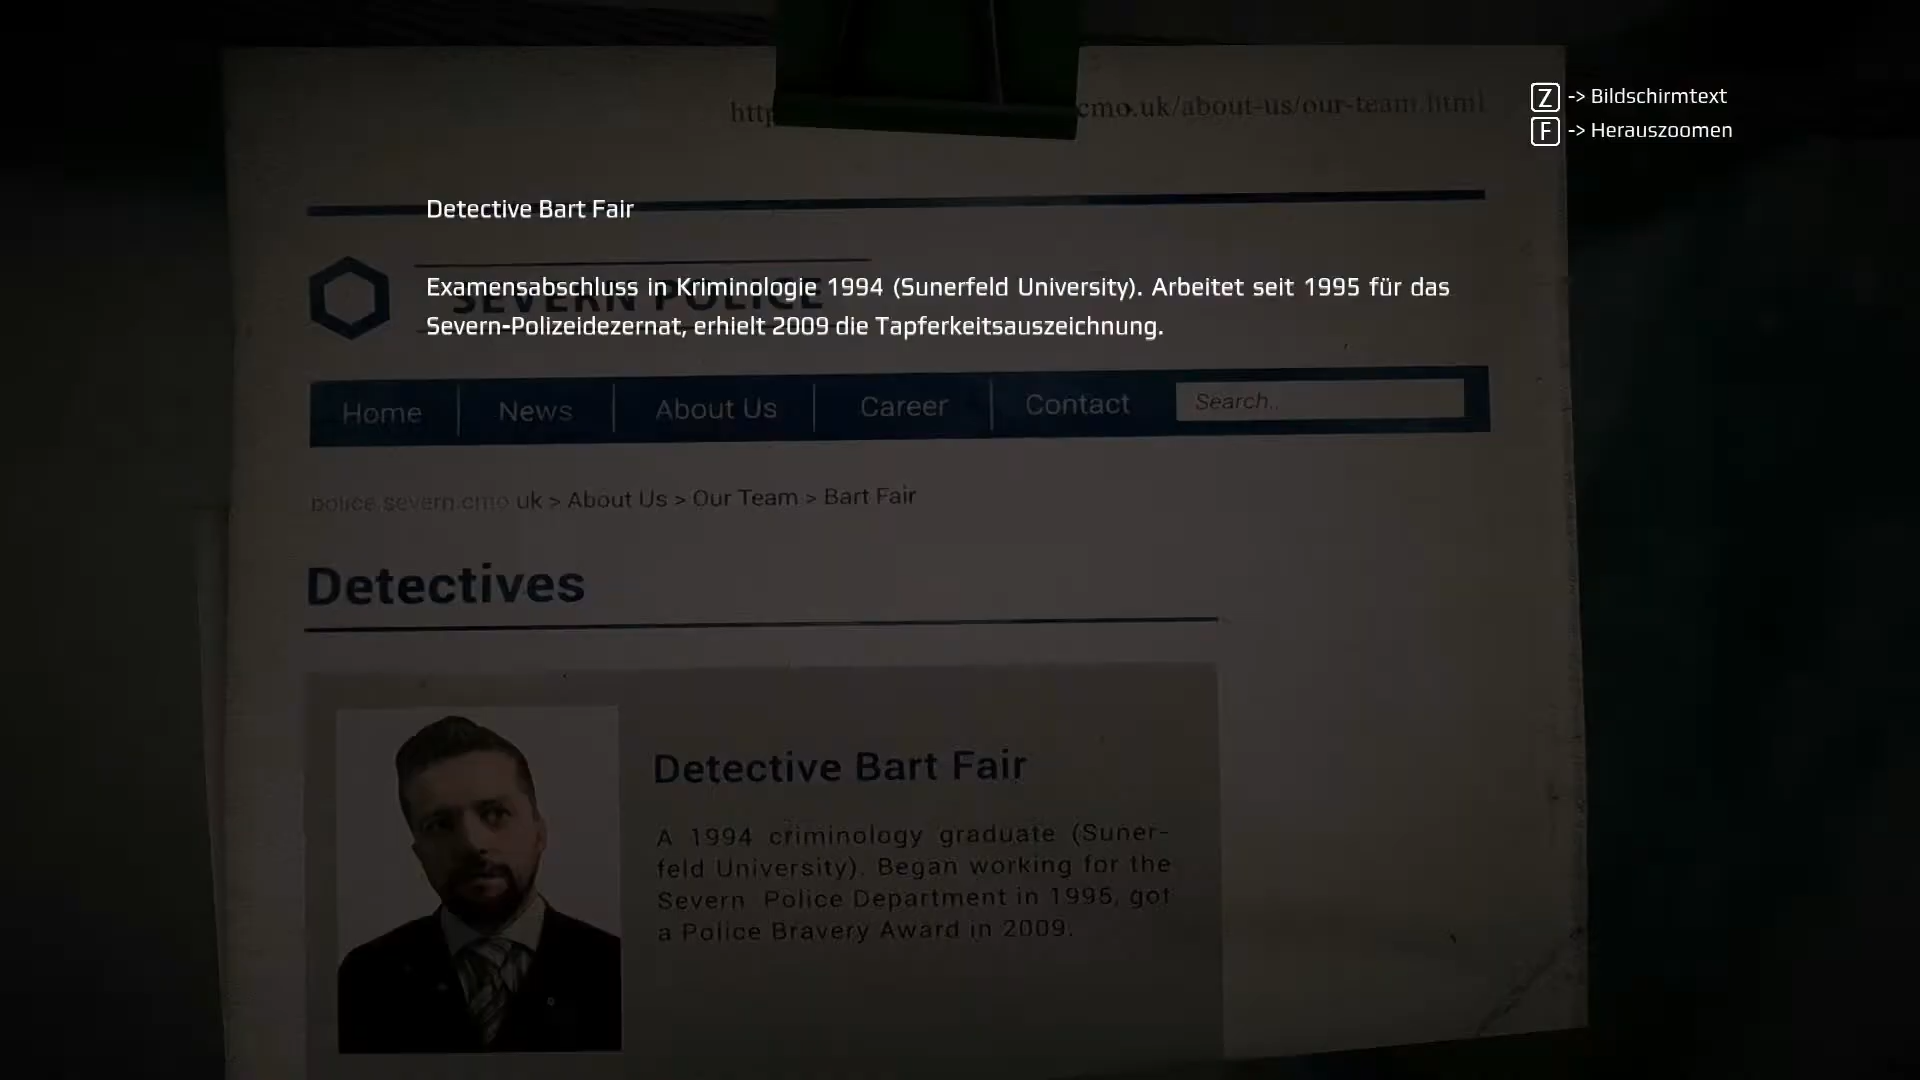 http
cmo.uk/about-us/our-team.html
Z -> Bildschirmtext
F -> Herauszoomen
Detective Bart Fair
SEVERN POLICE
Examensabschluss in Kriminologie 1994 (Sunerfeld University). Arbeitet seit 1995 für das
Severn-Polizeidezernat, erhielt 2009 die Tapferkeitsauszeichnung.
Home News About Us Career Contact Search..
police.severn.cmo uk > About Us > Our Team > Bart Fair
Detectives
Detective Bart Fair
A 1994 criminology graduate (Suner-
feld University). Began working for the
Severn Police Department in 1995, got
a Police Bravery Award in 2009.